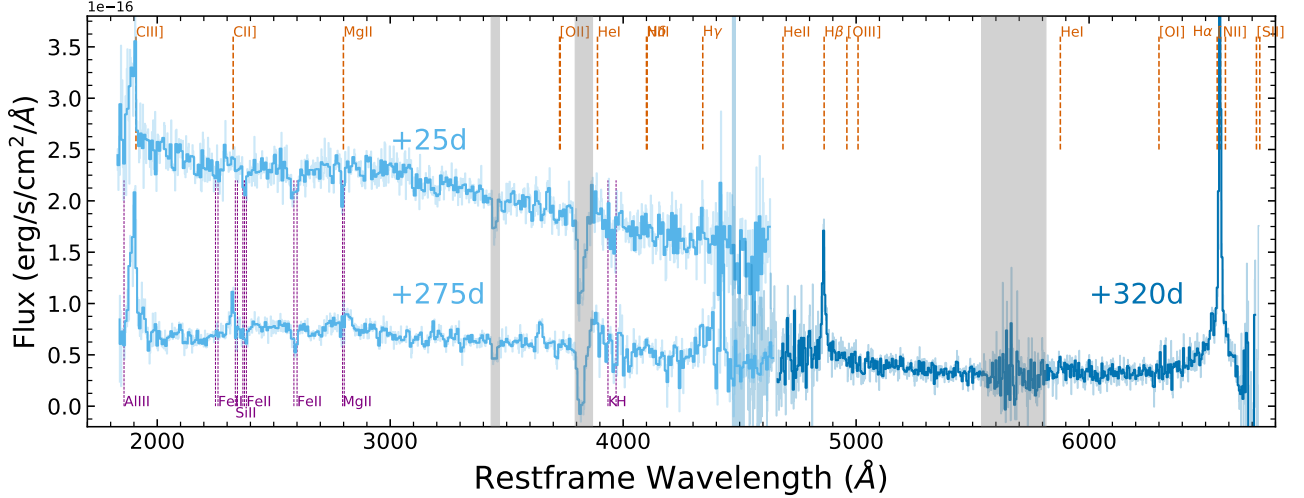 1e−16
CIII] CII] MgII [OII] HeI Hδ Hγ HeII Hβ [OIII] HeI [OI] Hα [NII] [SII]
3.5
3.0
2.5
2.0
1.5
1.0
0.5
0.0
Flux (erg/s/cm²/Å)
+25d
+275d
+320d
AlIII FeII FeII FeII MgII KH
SiII
2000 3000 4000 5000 6000
Restframe Wavelength (Å)